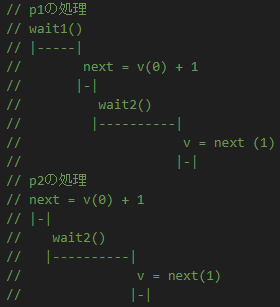 // p1の処理
// wait1()
// |-----|
//        next = v(0) + 1
//       |-|
//          wait2()
//         |----------|
//                     v = next (1)
//                    |-|
// p2の処理
// next = v(0) + 1
// |-|
//    wait2()
//   |----------|
//               v = next(1)
//              |-|